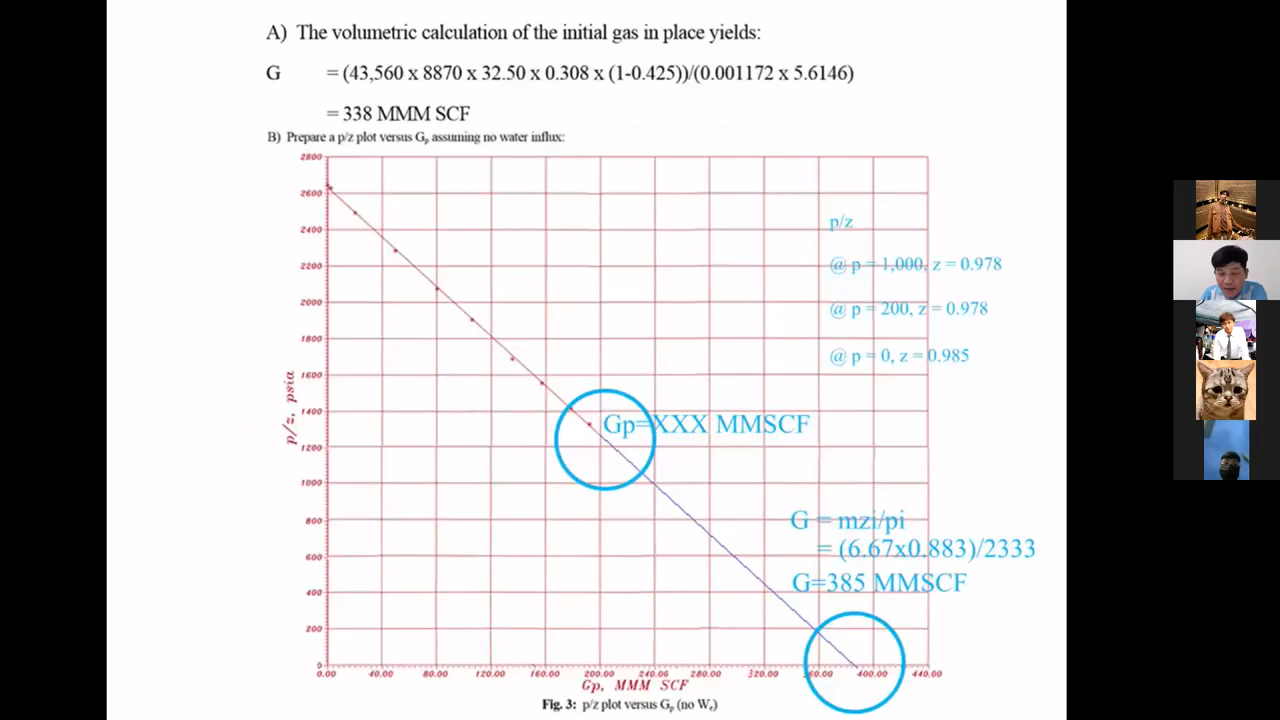 A) The volumetric calculation of the initial gas in place yields:
G = (43,560 x 8870 x 32.50 x 0.308 x (1-0.425))/(0.001172 x 5.6146)
= 338 MMM SCF
B) Prepare a p/z plot versus Gp assuming no water influx:
2800
2600
2400
2200
2000
1800
1600
1400
1200
1000
800
600
400
200
0
p/z, psia
p/z
@ p = 1,000, z = 0.978
@ p = 200, z = 0.978
@ p = 0, z = 0.985
Gp=XXX MMSCF
G = mzi/pi
= (6.67x0.883)/2333
G=385 MMSCF
0.00 40.00 80.00 120.00 160.00 200.00 240.00 280.00 320.00 360.00 400.00 440.00
Gp, MMM SCF
Fig. 3: p/z plot versus Gp (no We)